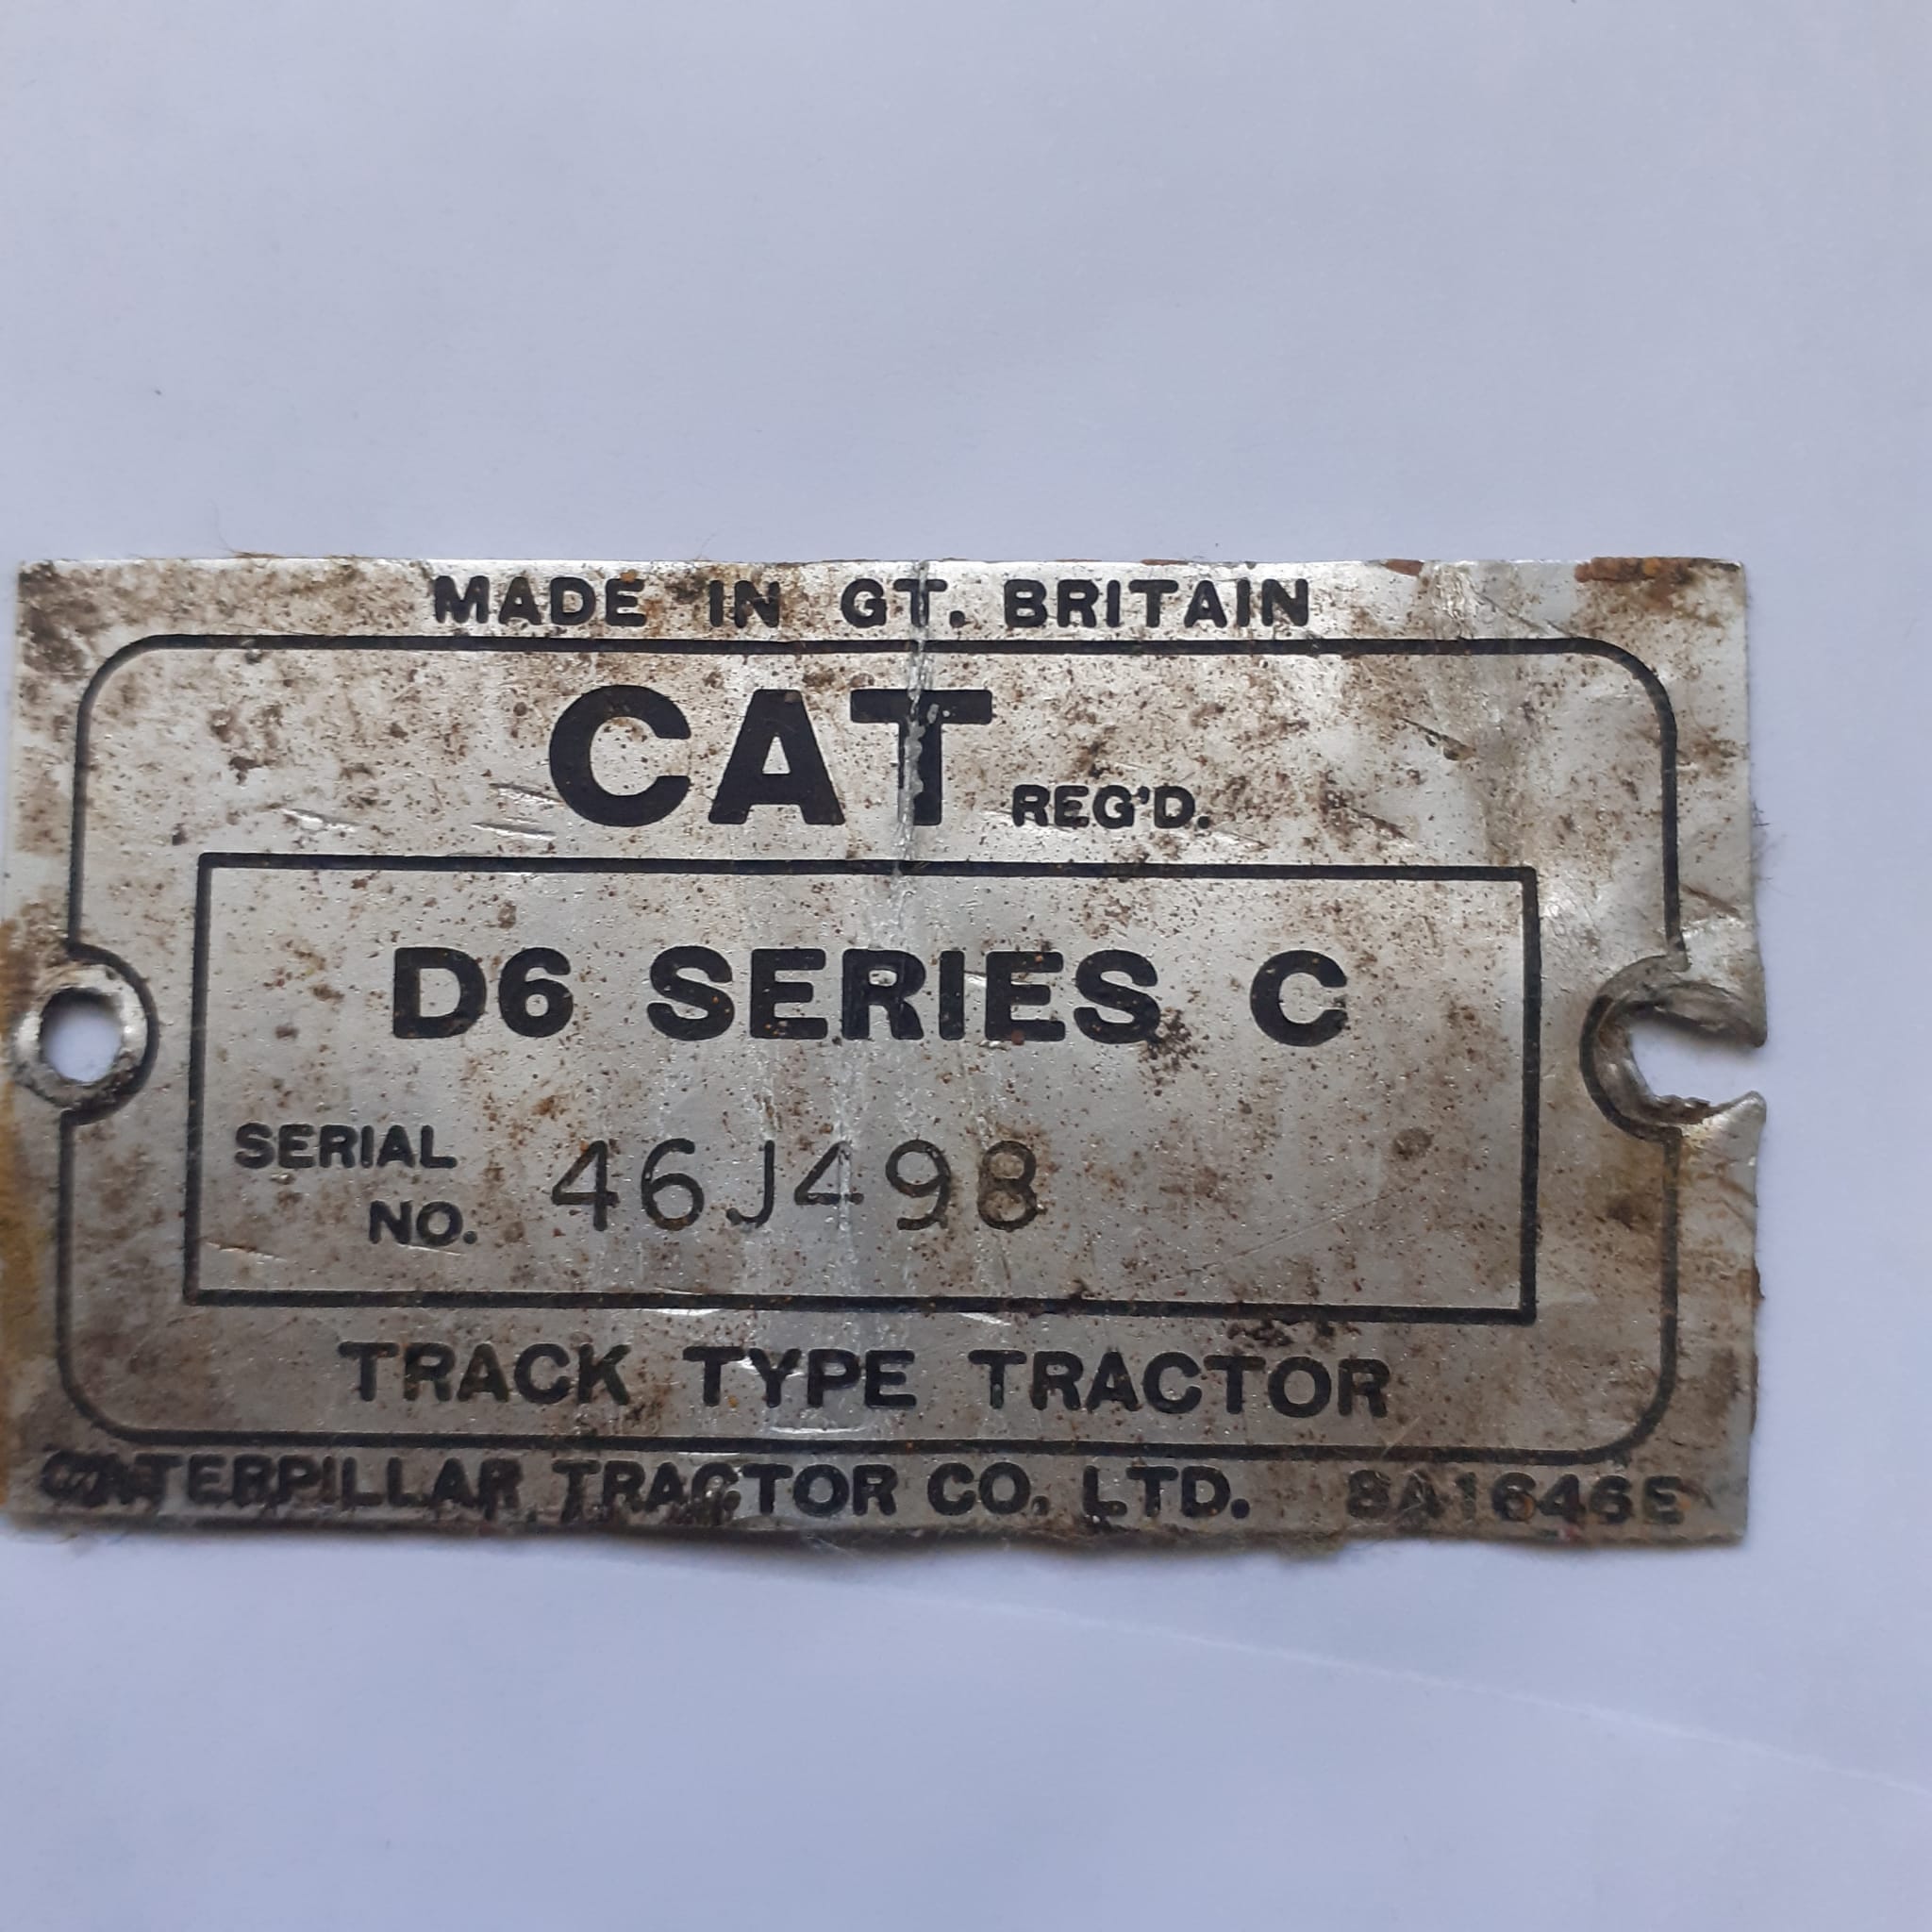 MADE IN GT. BRITAIN
CAT REG'D.
D6 SERIES C
SERIAL
NO. 46J498
TRACK TYPE TRACTOR
CATERPILLAR TRACTOR CO. LTD. 8A1646E